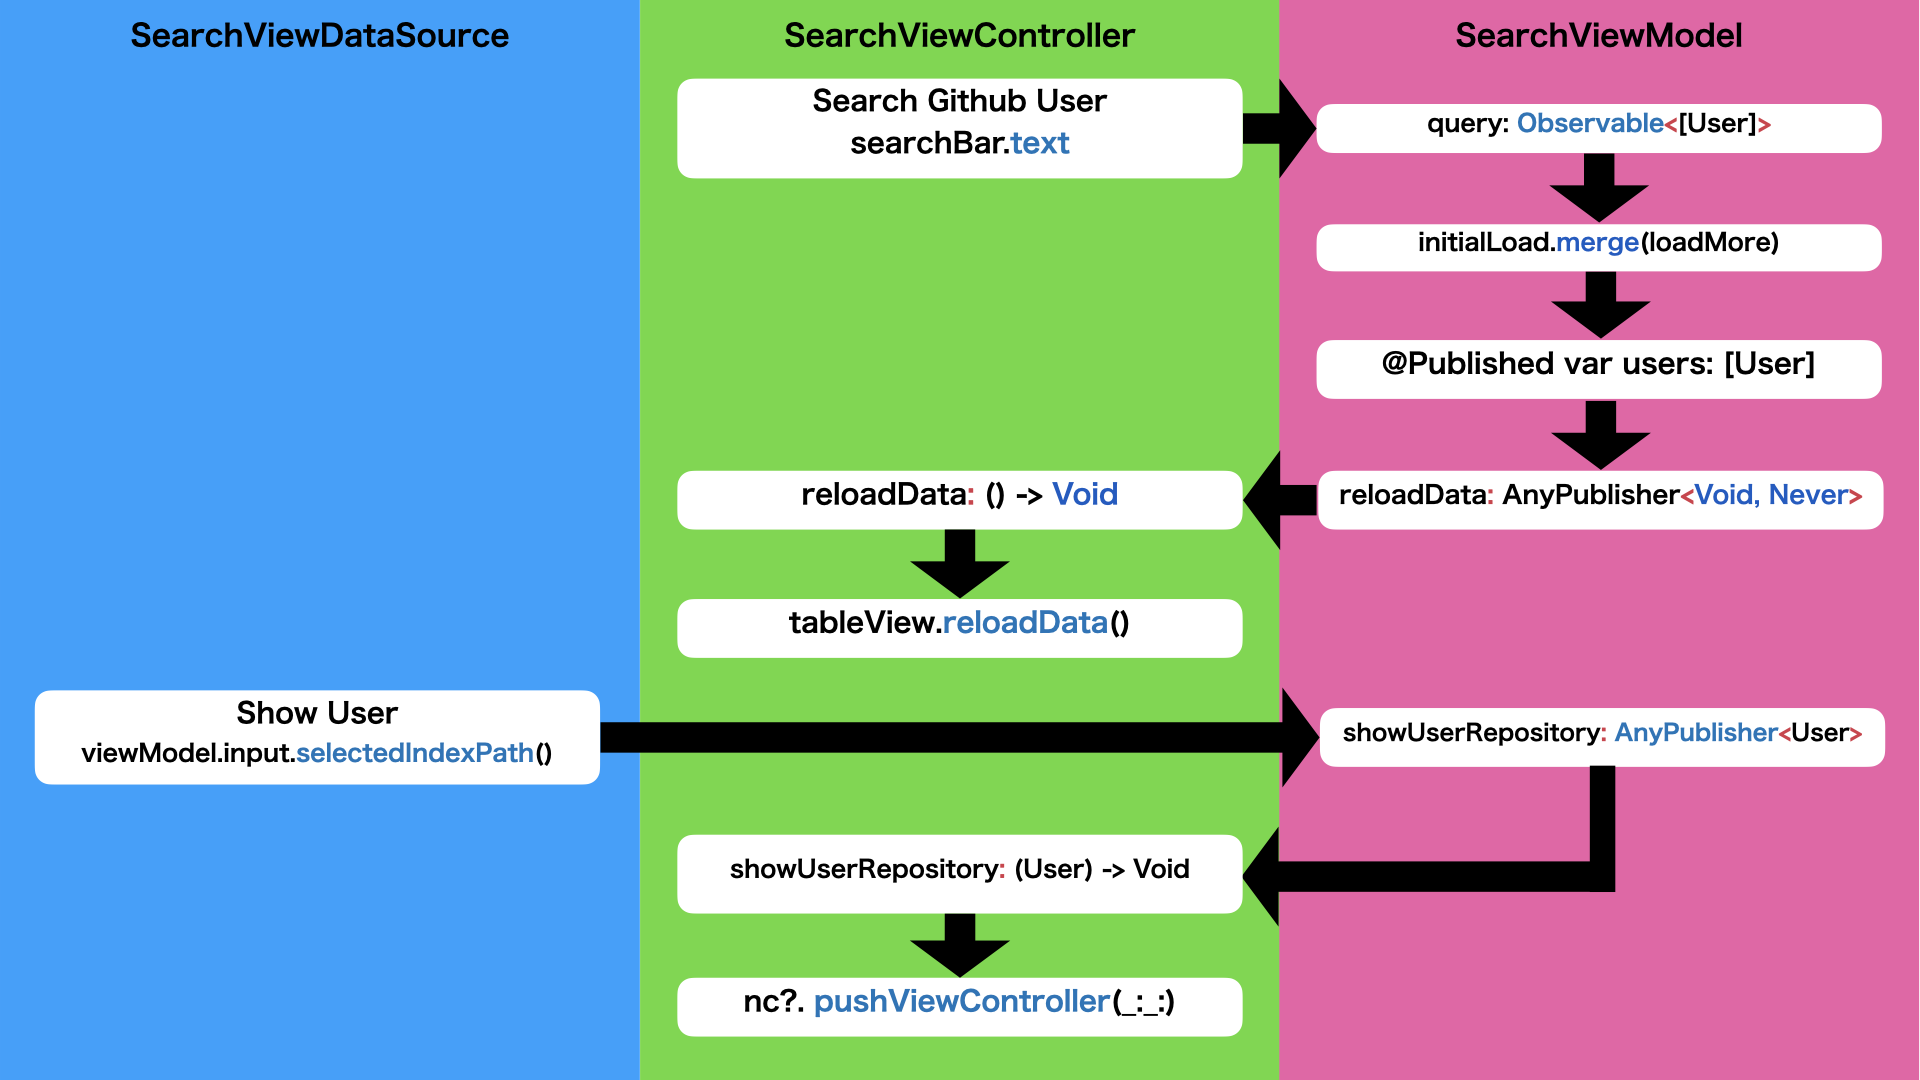 SearchViewDataSource
SearchViewController
SearchViewModel
Search Github User
searchBar.text
query: Observable<[User]>
initialLoad.merge(loadMore)
@Published var users: [User]
reloadData: () -> Void
reloadData: AnyPublisher<Void, Never>
tableView.reloadData()
Show User
viewModel.input.selectedIndexPath()
showUserRepository: AnyPublisher<User>
showUserRepository: (User) -> Void
nc?. pushViewController(_:_:)